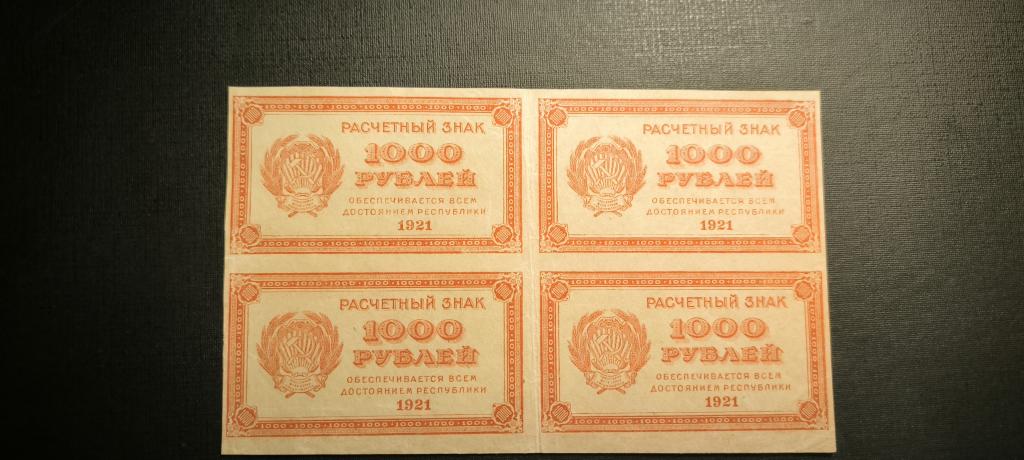 РАСЧЕТНЫЙ ЗНАК
1000
РУБЛЕЙ
ОБЕСПЕЧИВАЕТСЯ ВСЕМ
ДОСТОЯНИЕМ РЕСПУБЛИКИ
1921
РАСЧЕТНЫЙ ЗНАК
1000
РУБЛЕЙ
ОБЕСПЕЧИВАЕТСЯ ВСЕМ
ДОСТОЯНИЕМ РЕСПУБЛИКИ
1921
РАСЧЕТНЫЙ ЗНАК
1000
РУБЛЕЙ
ОБЕСПЕЧИВАЕТСЯ ВСЕМ
ДОСТОЯНИЕМ РЕСПУБЛИКИ
1921
РАСЧЕТНЫЙ ЗНАК
1000
РУБЛЕЙ
ОБЕСПЕЧИВАЕТСЯ ВСЕМ
ДОСТОЯНИЕМ РЕСПУБЛИКИ
1921